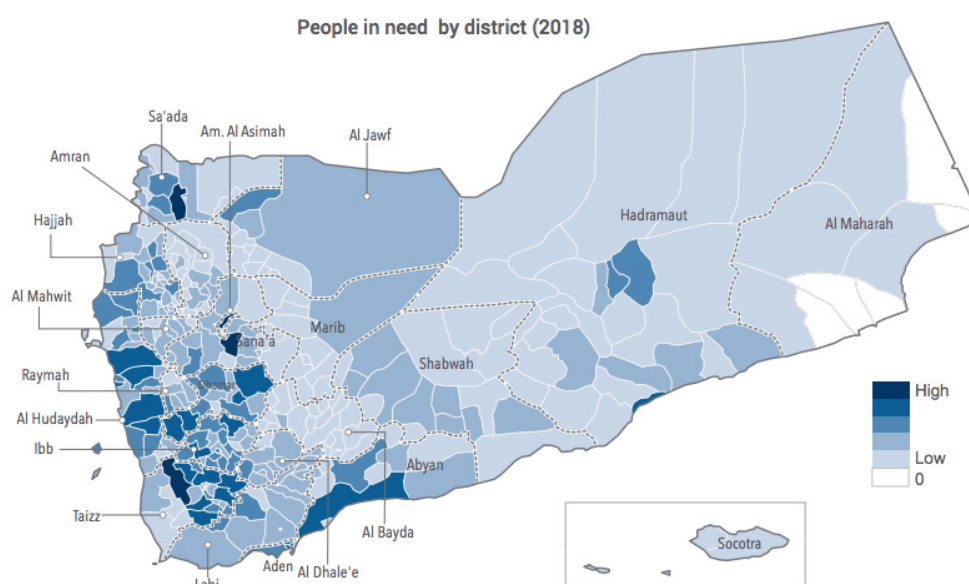 People in need by district (2018)
Sa'ada
Am. Al Asimah
Al Jawf
Amran
Hajjah
Hadramaut
Al Maharah
Al Mahwit
Sana'a
Marib
Shabwah
Raymah
Dhamar
Al Hudaydah
High
Ibb
Abyan
Low
0
Taizz
Al Bayda
Aden
Al Dhale'e
Socotra